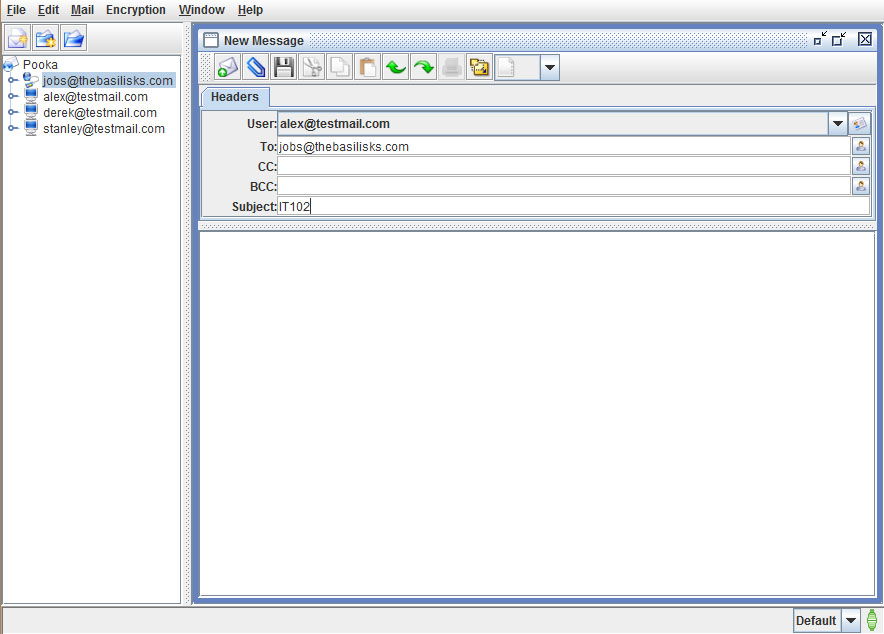 File Edit Mail Encryption Window Help
New Message
Pooka
jobs@thebasilisks.com
alex@testmail.com
derek@testmail.com
stanley@testmail.com
Headers
User: alex@testmail.com
To: jobs@thebasilisks.com
CC:
BCC:
Subject: IT102
Default